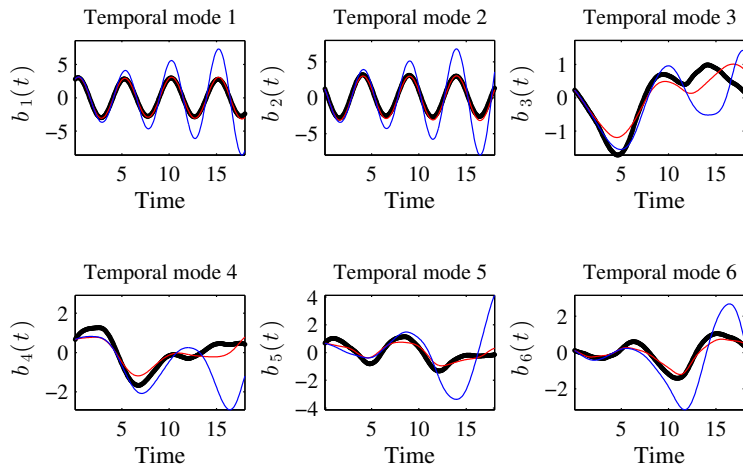 Temporal mode 1
Temporal mode 2
Temporal mode 3
b₁(t)
5
0
−5
5
10
15
Time
b₂(t)
5
0
−5
5
10
15
Time
b₃(t)
1
0
−1
5
10
15
Time
Temporal mode 4
Temporal mode 5
Temporal mode 6
b₄(t)
2
0
−2
5
10
15
Time
b₅(t)
4
2
0
−2
−4
5
10
15
Time
b₆(t)
2
0
−2
5
10
15
Time